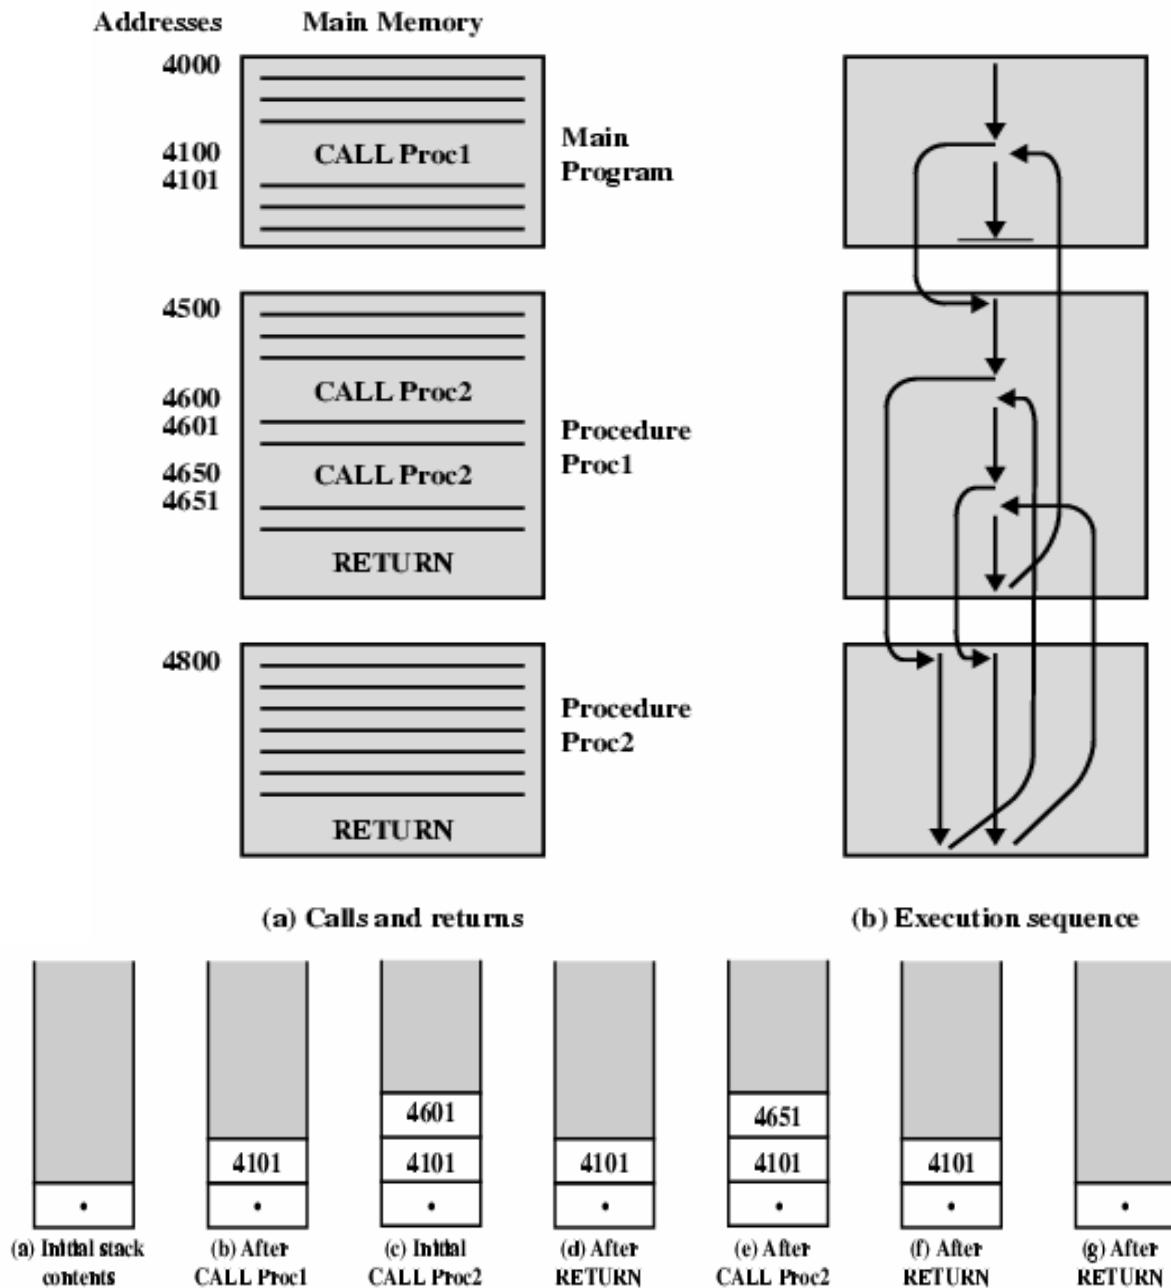 Addresses Main Memory
4000
Main
4100 CALL Proc1
Program
4101
4500
4600 CALL Proc2
4601
Procedure
Proc1
4650 CALL Proc2
4651
RETURN
4800
Procedure
Proc2
RETURN
(a) Calls and returns (b) Execution sequence
4601 4651
4101 4101 4101 4101 4101
(a) Initial stack (b) After (c) Initial (d) After (e) After (f) After (g) After
contents CALL Proc1 CALL Proc2 RETURN CALL Proc2 RETURN RETURN